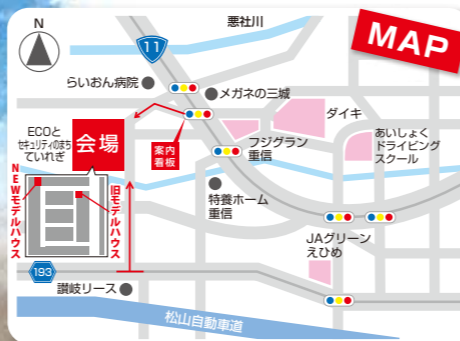 N
悪社川
MAP
11
らいおん病院
メガネの三城
ダイキ
ECOと
セキュリティのまち
ていれぎ
会場
案内
看板
フジグラン
重信
あいしょく
ドライビング
スクール
NEWモデルハウス
旧モデルハウス
特養ホーム
重信
JAグリーン
えひめ
193
讃岐リース
松山自動車道